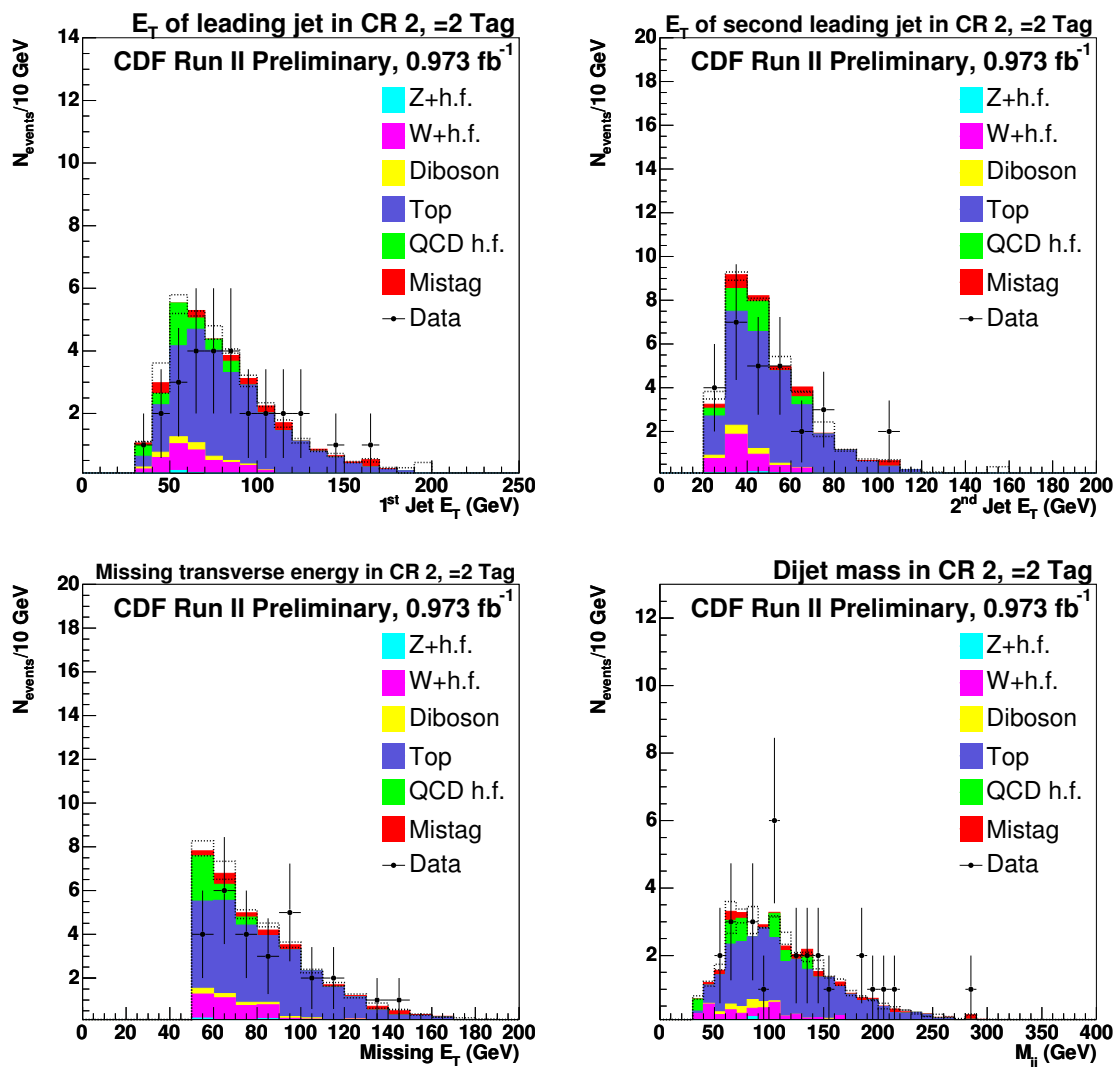 E_T of leading jet in CR 2, =2 Tag
CDF Run II Preliminary, 0.973 fb^-1
N_events/10 GeV
14
12
10
8
6
4
2
Z+h.f.
W+h.f.
Diboson
Top
QCD h.f.
Mistag
Data
0 50 100 150 200 250
1^st Jet E_T (GeV)
E_T of second leading jet in CR 2, =2 Tag
CDF Run II Preliminary, 0.973 fb^-1
N_events/10 GeV
20
18
16
14
12
10
8
6
4
2
Z+h.f.
W+h.f.
Diboson
Top
QCD h.f.
Mistag
Data
0 20 40 60 80 100 120 140 160 180 200
2^nd Jet E_T (GeV)
Missing transverse energy in CR 2, =2 Tag
CDF Run II Preliminary, 0.973 fb^-1
N_events/10 GeV
20
18
16
14
12
10
8
6
4
2
Z+h.f.
W+h.f.
Diboson
Top
QCD h.f.
Mistag
Data
0 20 40 60 80 100 120 140 160 180 200
Missing E_T (GeV)
Dijet mass in CR 2, =2 Tag
CDF Run II Preliminary, 0.973 fb^-1
N_events/10 GeV
12
10
8
6
4
2
Z+h.f.
W+h.f.
Diboson
Top
QCD h.f.
Mistag
Data
0 50 100 150 200 250 300 350 400
M_jj (GeV)